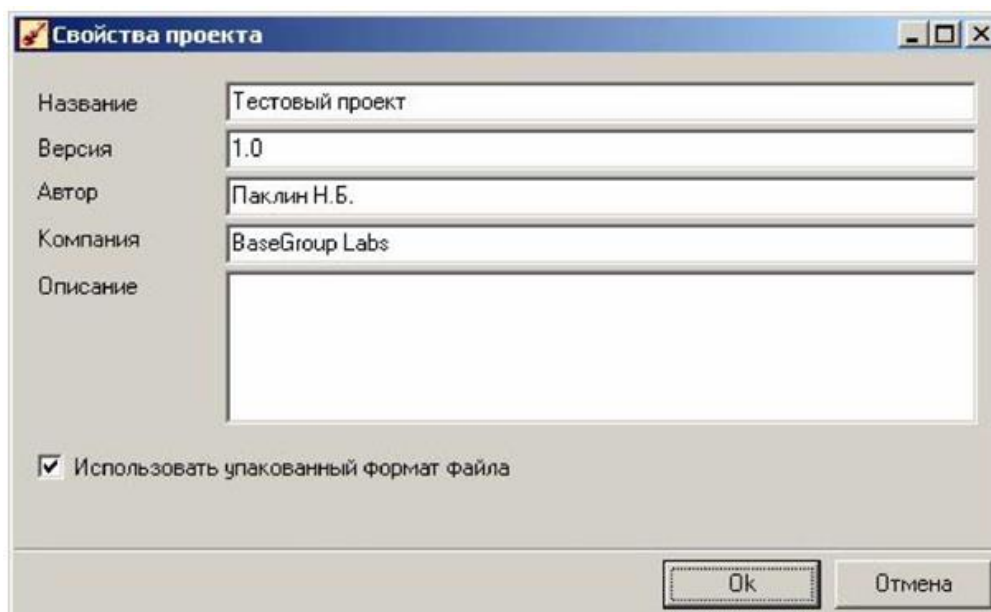 Свойства проекта
Название Тестовый проект
Версия 1.0
Автор Паклин Н.Б.
Компания BaseGroup Labs
Описание
Использовать упакованный формат файла
Ok Отмена